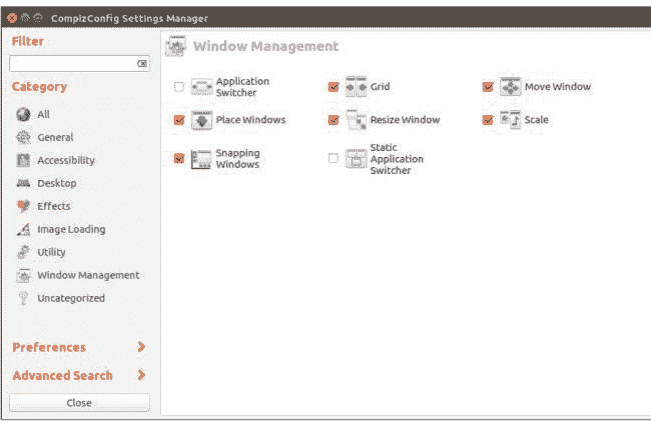 CompizConfig Settings Manager
Filter
Window Management
Category
Application
Switcher
Grid
Move Window
Place Windows
Resize Window
Scale
Snapping
Windows
Static
Application
Switcher
All
General
Accessibility
Desktop
Effects
Image Loading
Utility
Window Management
Uncategorized
Preferences
Advanced Search
Close